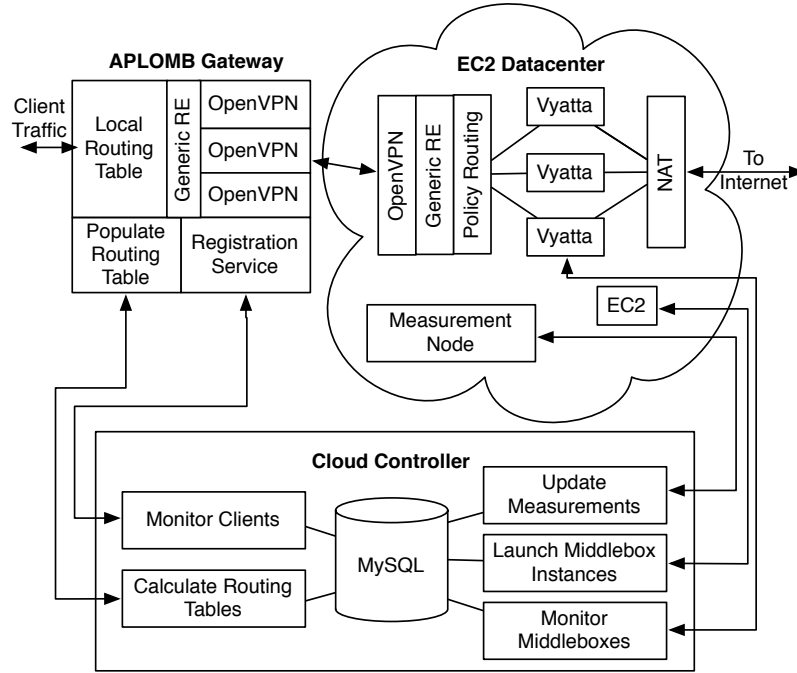 APLOMB Gateway
EC2 Datacenter
Client
Traffic
Local
Routing
Table
Generic RE
OpenVPN
OpenVPN
OpenVPN
Populate
Routing
Table
Registration
Service
OpenVPN
Generic RE
Policy Routing
Vyatta
Vyatta
Vyatta
NAT
To
Internet
EC2
Measurement
Node
Cloud Controller
Monitor Clients
Calculate Routing
Tables
MySQL
Update
Measurements
Launch Middlebox
Instances
Monitor
Middleboxes